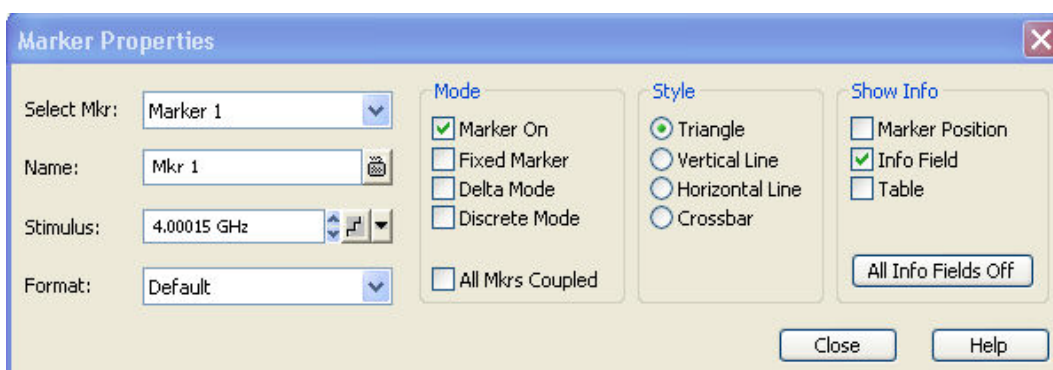 Marker Properties
Select Mkr: Marker 1
Name: Mkr 1
Stimulus: 4.00015 GHz
Format: Default
Mode
Marker On
Fixed Marker
Delta Mode
Discrete Mode
All Mkrs Coupled
Style
Triangle
Vertical Line
Horizontal Line
Crossbar
Show Info
Marker Position
Info Field
Table
All Info Fields Off
Close
Help